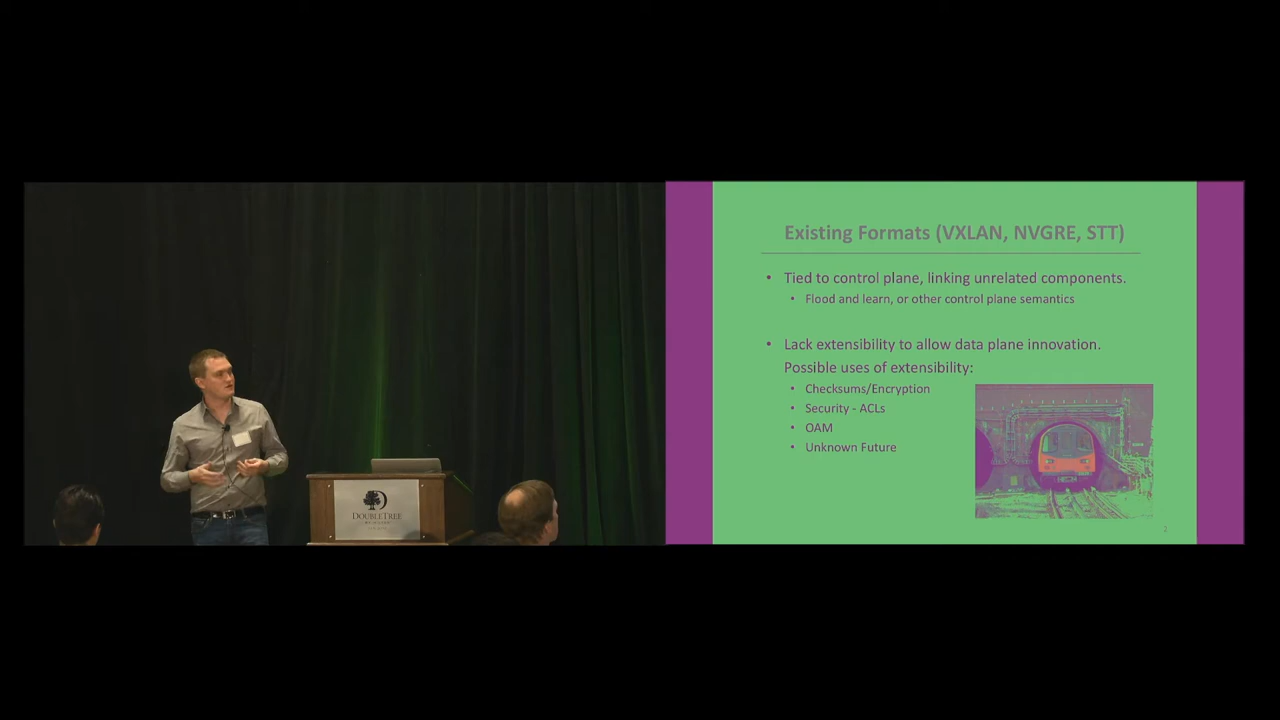 Existing Formats (VXLAN, NVGRE, STT)
• Tied to control plane, linking unrelated components.
• Flood and learn, or other control plane semantics
• Lack extensibility to allow data plane innovation.
Possible uses of extensibility:
• Checksums/Encryption
• Security - ACLs
• OAM
• Unknown Future
2
DOUBLETREE